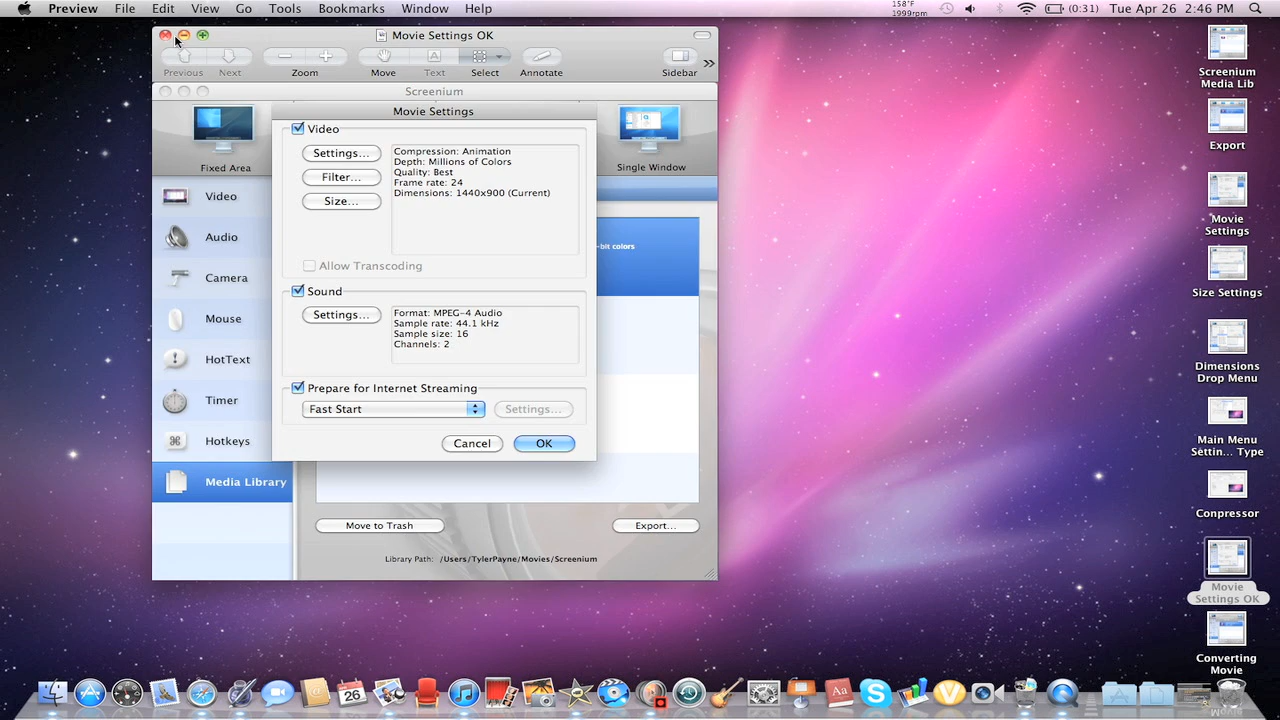 Preview File Edit View Go Tools Bookmarks Window Help
158°F
1999rpm
(0:31) Tue Apr 26 2:46 PM
Movie Settings OK
Previous Next Zoom Move Text Select Annotate Sidebar
Screenium
Movie Settings
Fixed Area
Single Window
Video
Settings...
Filter...
Size...
Compression: Animation
Depth: Millions of Colors
Quality: Best
Frame rate: 24
Dimensions: 1440x900 (Current)
Allow Transcoding
Sound
Settings...
Format: MPEG-4 Audio
Sample rate: 44.1 kHz
Sample size: 16
Channels: 2
Prepare for Internet Streaming
Fast Start
Settings...
Cancel
OK
Video
Audio
Camera
Mouse
HotText
Timer
Hotkeys
Media Library
-bit colors
Move to Trash
Export...
Library Path: /Users/TylerPayne/Movies/Screenium
Screenium
Media Lib
Export
Movie
Settings
Size Settings
Dimensions
Drop Menu
Main Menu
Settin... Type
Conpressor
Movie
Settings OK
Converting
Movie
26
Aa